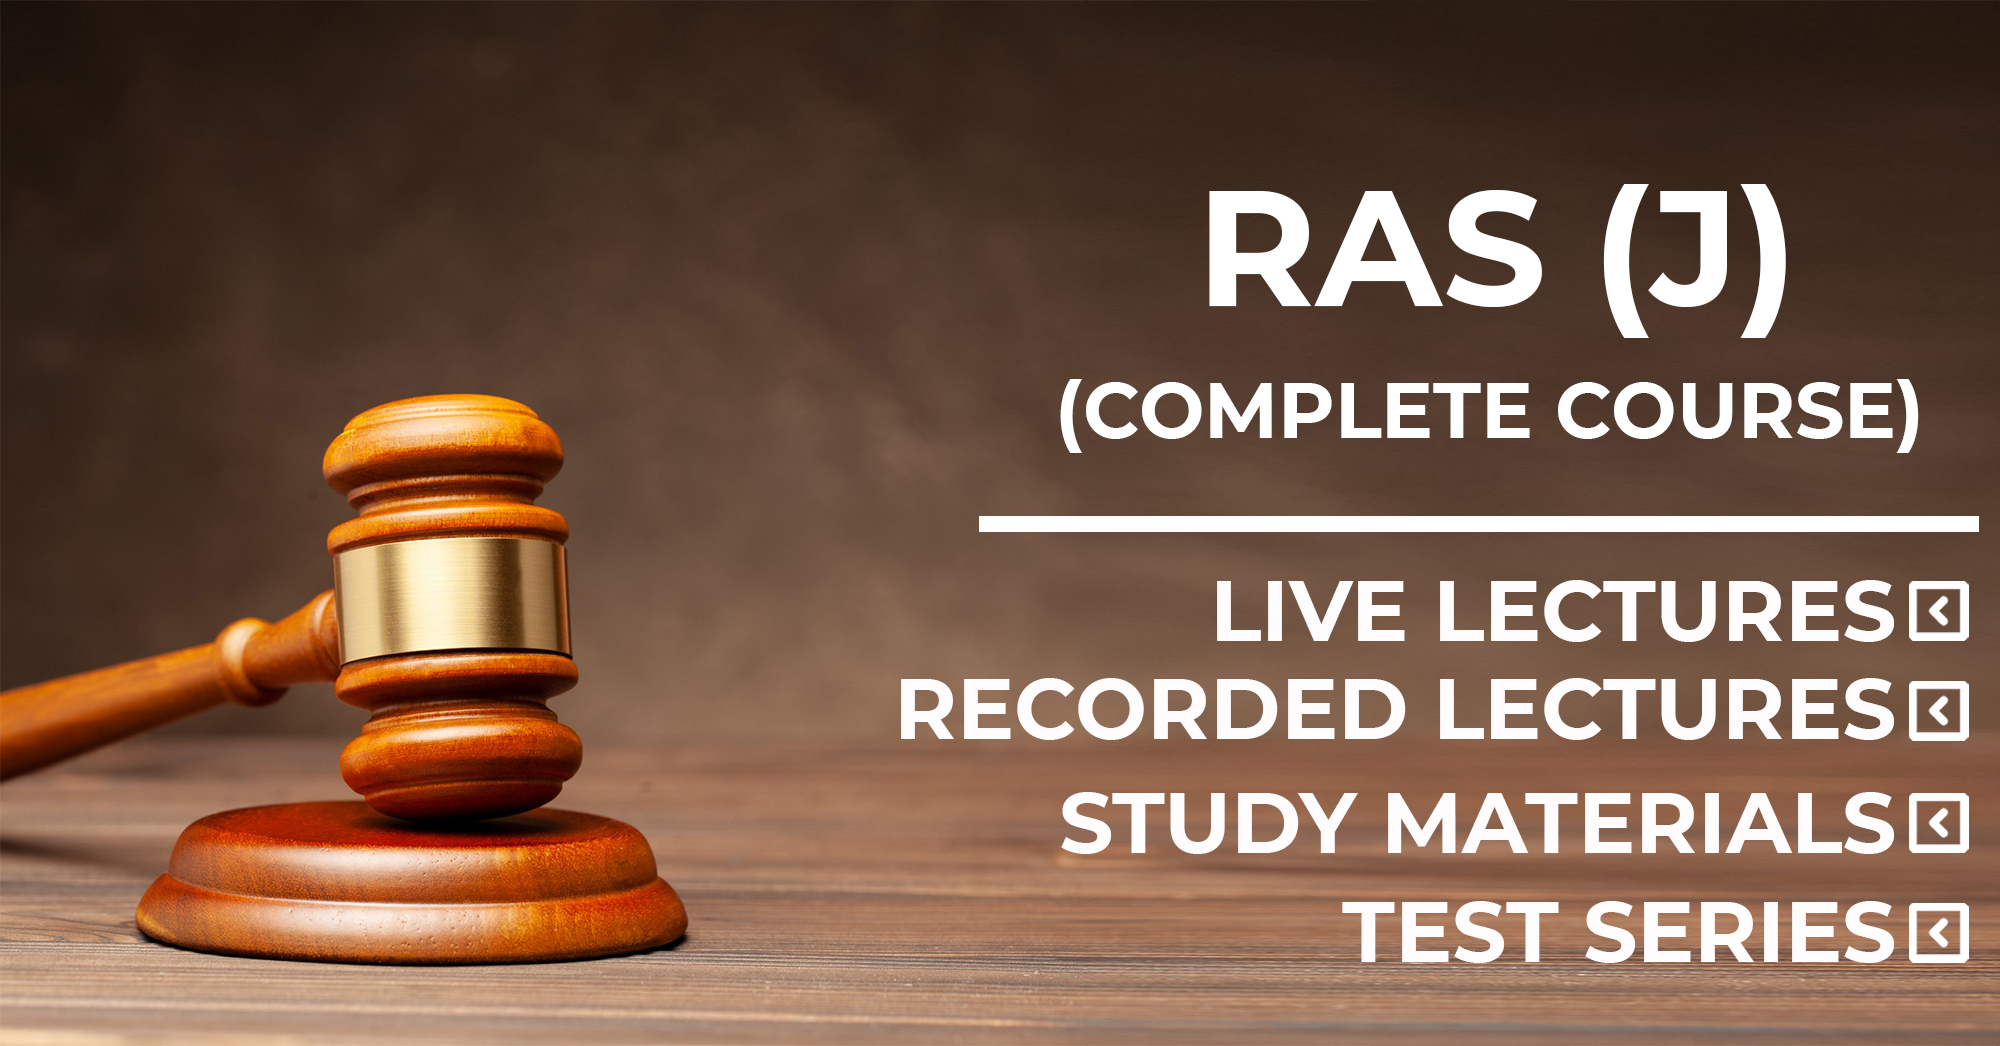 RAS (J)
(COMPLETE COURSE)
LIVE LECTURES
RECORDED LECTURES
STUDY MATERIALS
TEST SERIES